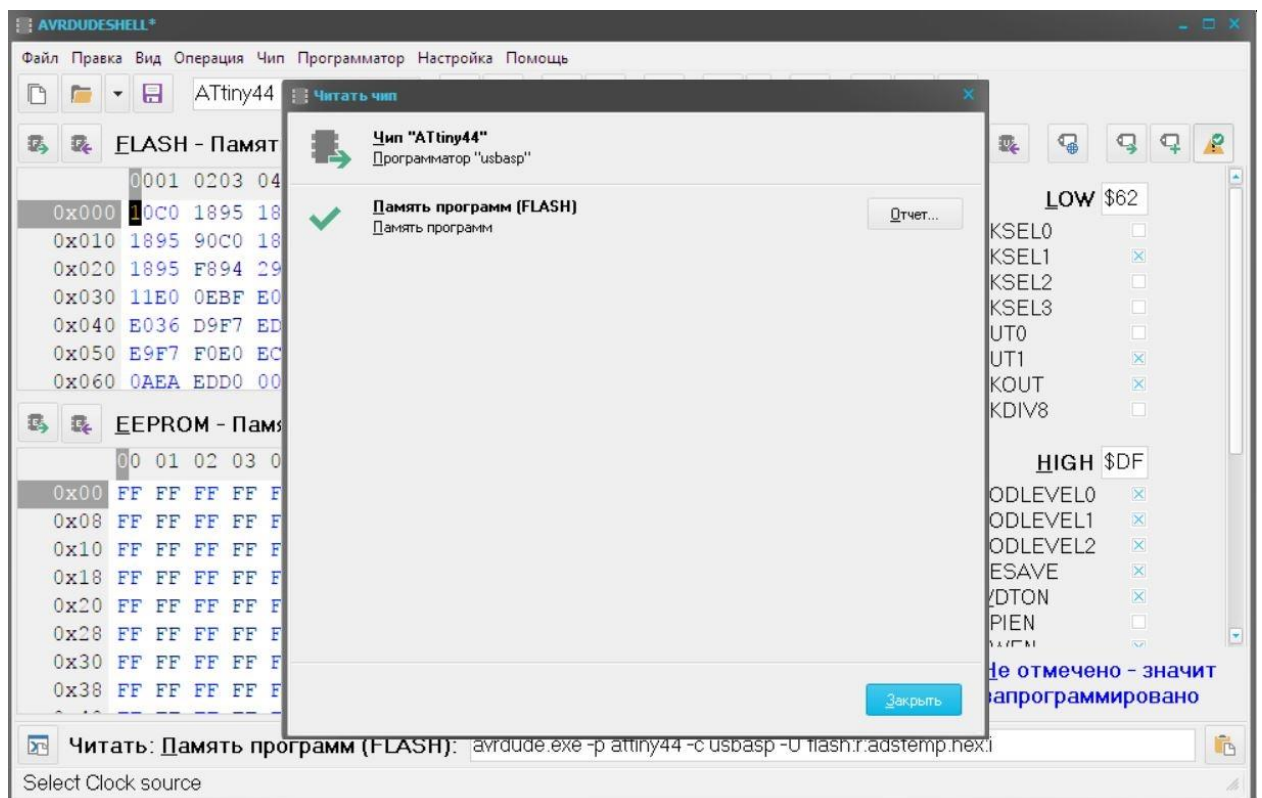 AVRDUDESHELL*
Файл Правка Вид Операция Чип Программатор Настройка Помощь
ATtiny44
Читать чип
Чип "ATtiny44"
Программатор "usbasp"
Память программ (FLASH)
Память программ
Отчет...
Закрыть
FLASH - Памят
0001 0203 04
0x000 10C0 1895 18
0x010 1895 90C0 18
0x020 1895 F894 29
0x030 11E0 0EBF E0
0x040 E036 D9F7 ED
0x050 E9F7 F0E0 EC
0x060 0AEA EDD0 00
EEPROM - Памя
00 01 02 03 0
0x00 FF FF FF FF F
0x08 FF FF FF FF F
0x10 FF FF FF FF F
0x18 FF FF FF FF F
0x20 FF FF FF FF F
0x28 FF FF FF FF F
0x30 FF FF FF FF F
0x38 FF FF FF FF F
LOW $62
KSEL0
KSEL1
KSEL2
KSEL3
UT0
UT1
KOUT
KDIV8
HIGH $DF
ODLEVEL0
ODLEVEL1
ODLEVEL2
ESAVE
DTON
PIEN
Не отмечено - значит
запрограммировано
Читать: Память программ (FLASH): avrdude.exe -p attiny44 -c usbasp -U flash:r:adstemp.hex:i
Select Clock source